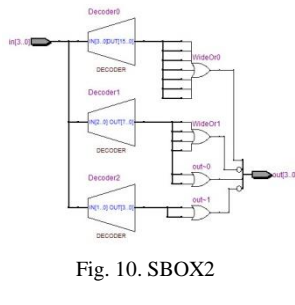 Decoder0
in[3..0]
IN[3..0] OUT[15..0]
WideOr0
DECODER
Decoder1
WideOr1
IN[2..0] OUT[7..0]
out~0
DECODER
out[3..0]
Decoder2
out~1
IN[1..0] OUT[3..0]
DECODER
Fig. 10. SBOX2